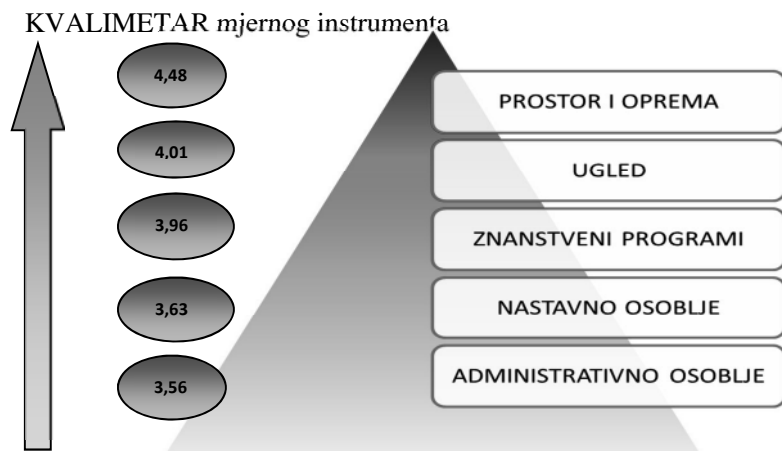 KVALIMETAR mjernog instrumenta
4,48
PROSTOR I OPREMA
4,01
UGLED
3,96
ZNANSTVENI PROGRAMI
3,63
NASTAVNO OSOBLJE
3,56
ADMINISTRATIVNO OSOBLJE